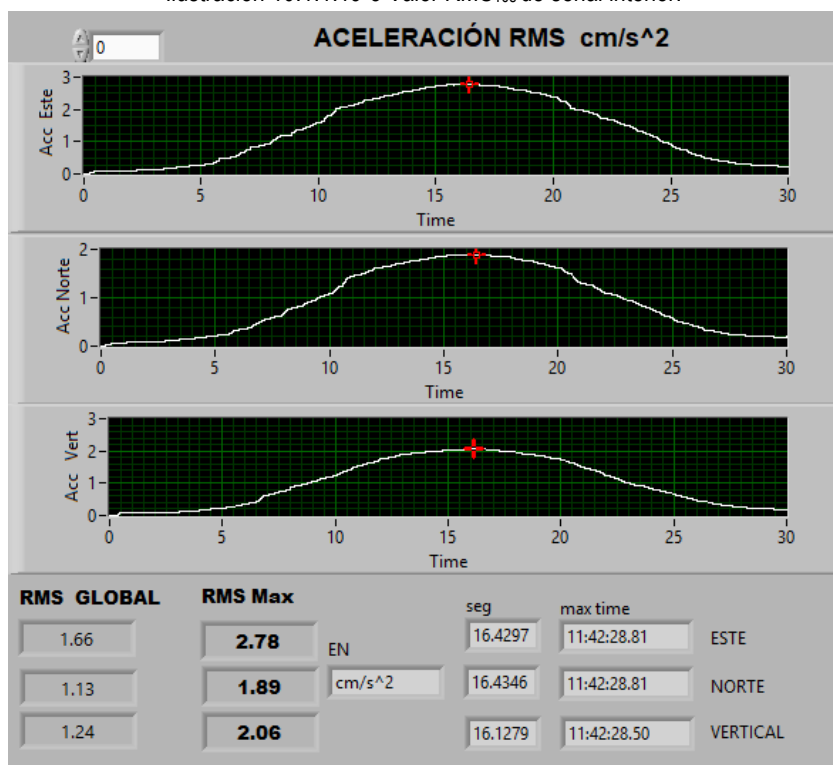 0
ACELERACIÓN RMS cm/s^2
Acc Este
3
2
1
0
0 5 10 15 20 25 30
Time
Acc Norte
2
1
0
0 5 10 15 20 25 30
Time
Acc Vert
3
2
1
0
0 5 10 15 20 25 30
Time
RMS GLOBAL RMS Max seg max time
1.66 2.78 EN 16.4297 11:42:28.81 ESTE
1.13 1.89 cm/s^2 16.4346 11:42:28.81 NORTE
1.24 2.06 16.1279 11:42:28.50 VERTICAL